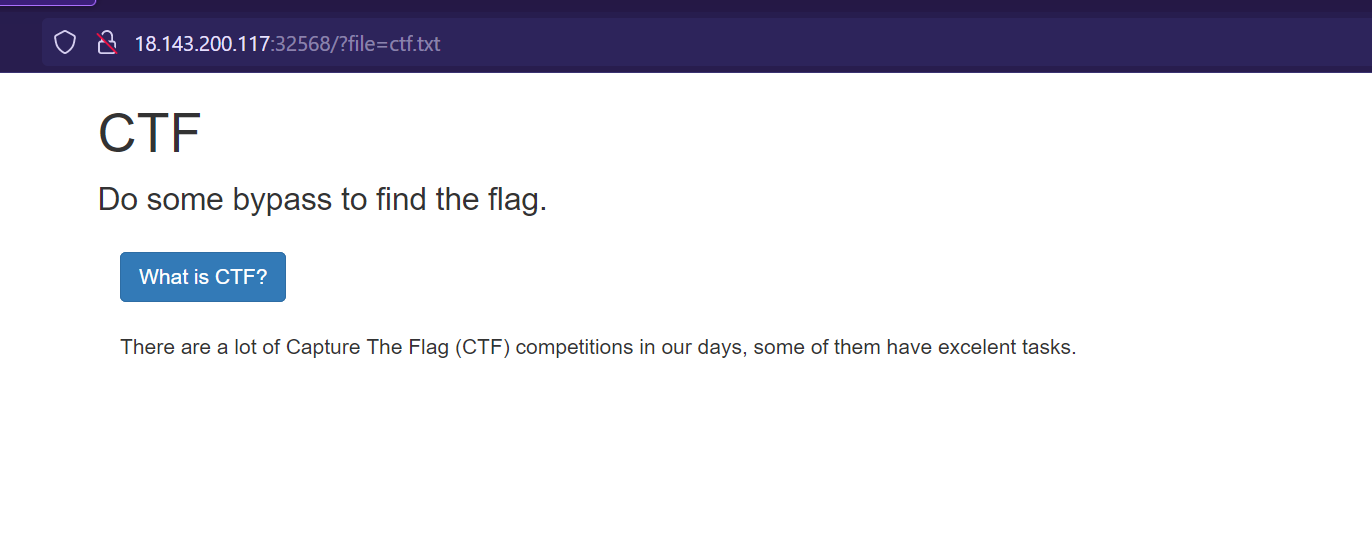 18.143.200.117:32568/?file=ctf.txt
CTF
Do some bypass to find the flag.
What is CTF?
There are a lot of Capture The Flag (CTF) competitions in our days, some of them have excelent tasks.